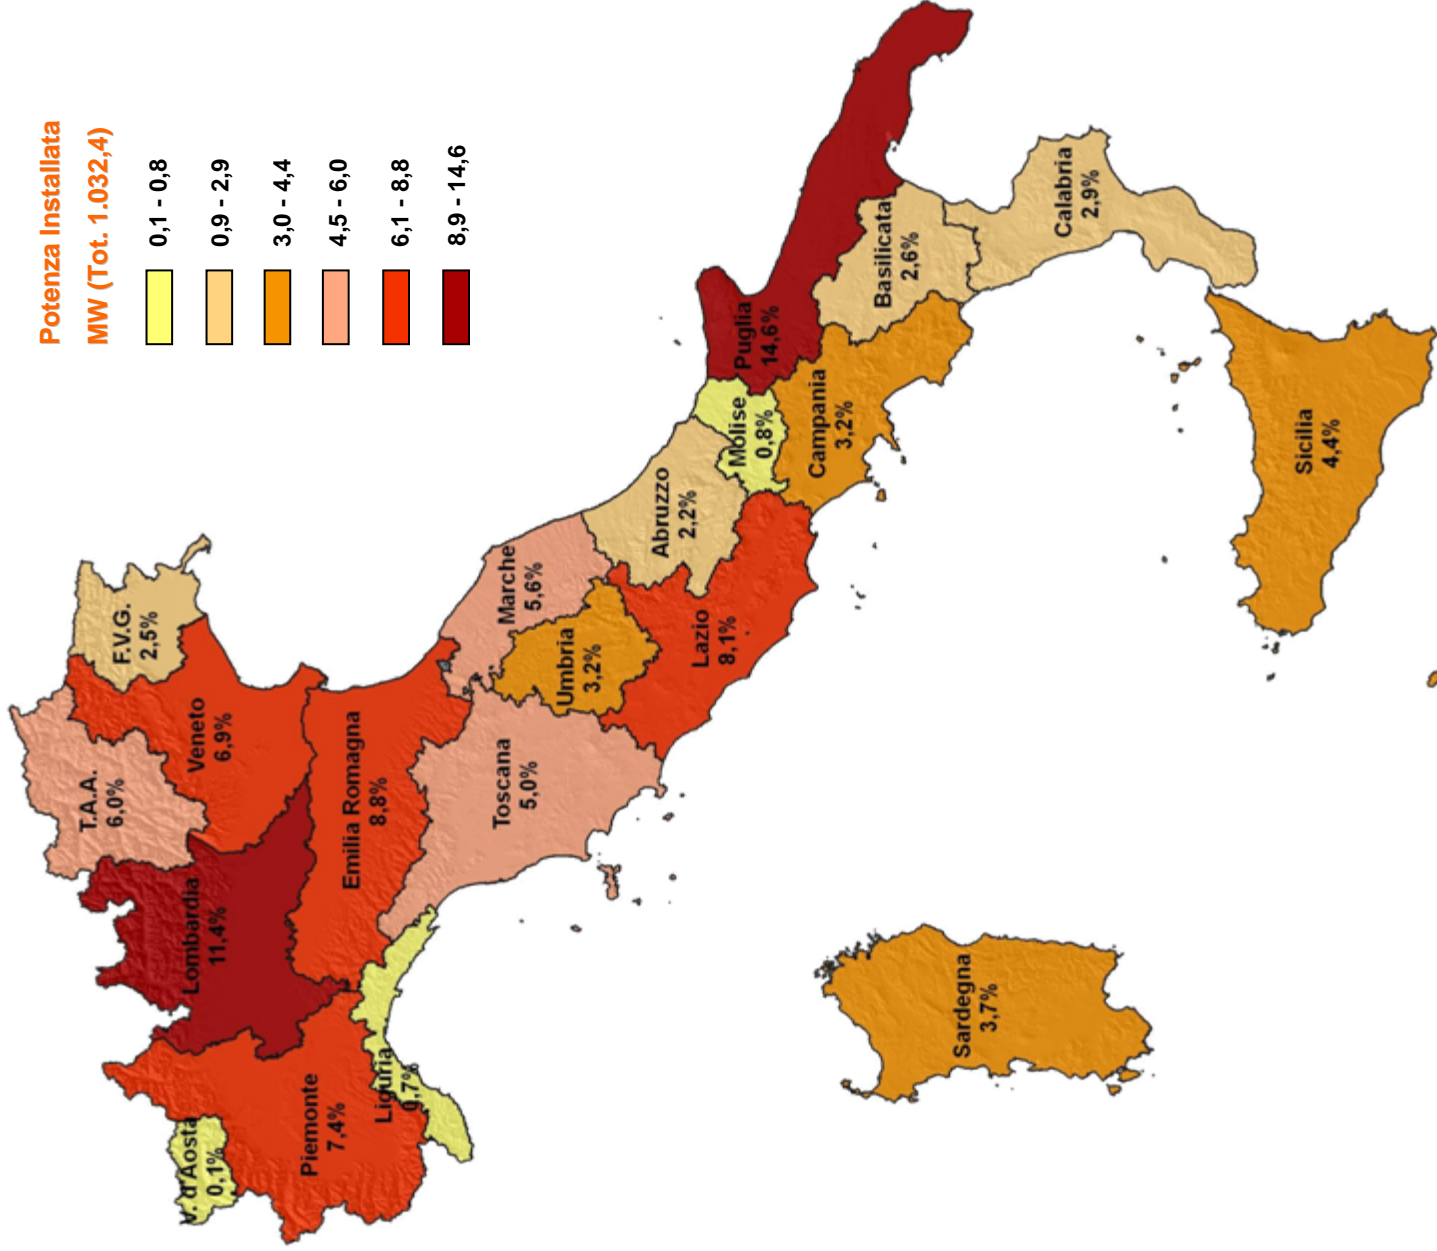 Potenza Installata
MW (Tot. 1.032,4)
0,1 - 0,8
0,9 - 2,9
3,0 - 4,4
4,5 - 6,0
6,1 - 8,8
8,9 - 14,6
V. d'Aosta
0,1%
Piemonte
7,4%
Liguria
0,7%
Lombardia
11,4%
T.A.A.
6,0%
Veneto
6,9%
F.V.G.
2,5%
Emilia Romagna
8,8%
Toscana
5,0%
Marche
5,6%
Umbria
3,2%
Lazio
8,1%
Abruzzo
2,2%
Molise
0,8%
Campania
3,2%
Puglia
14,6%
Basilicata
2,6%
Calabria
2,9%
Sicilia
4,4%
Sardegna
3,7%